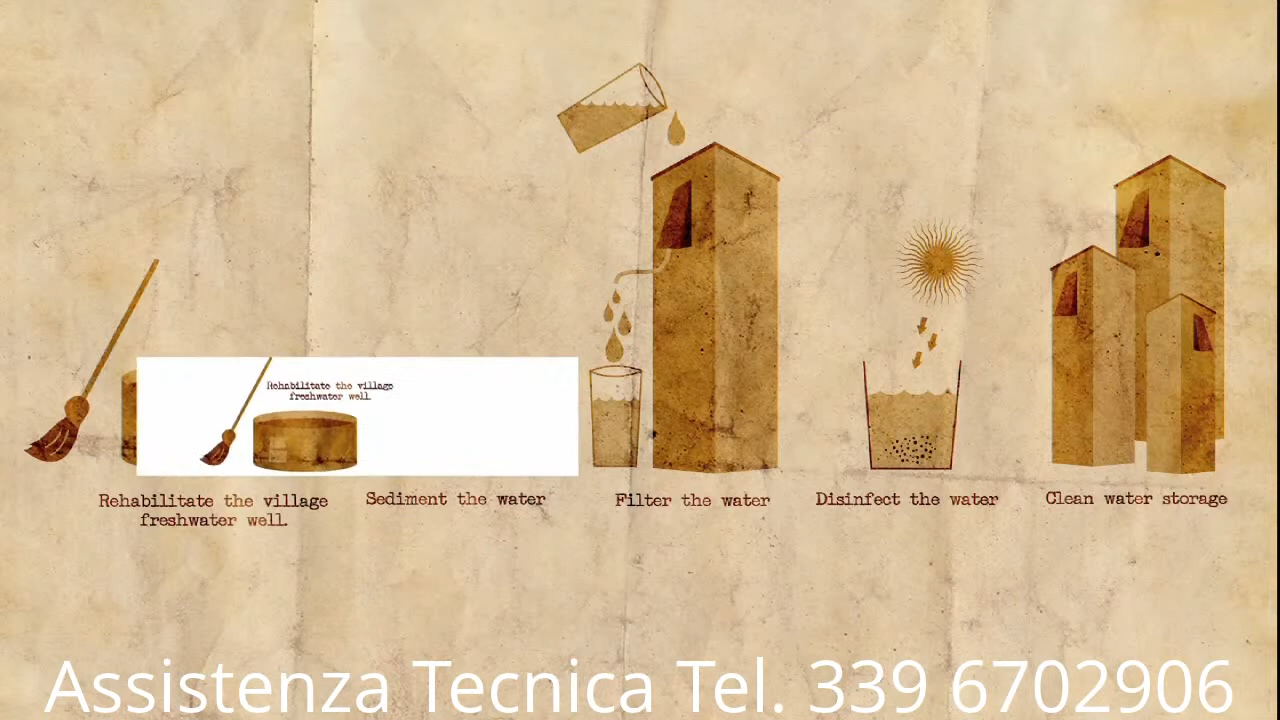 Rehabilitate the village
freshwater well.
Rehabilitate the village
freshwater well.
Sediment the water
Filter the water
Disinfect the water
Clean water storage
Assistenza Tecnica Tel. 339 6702906